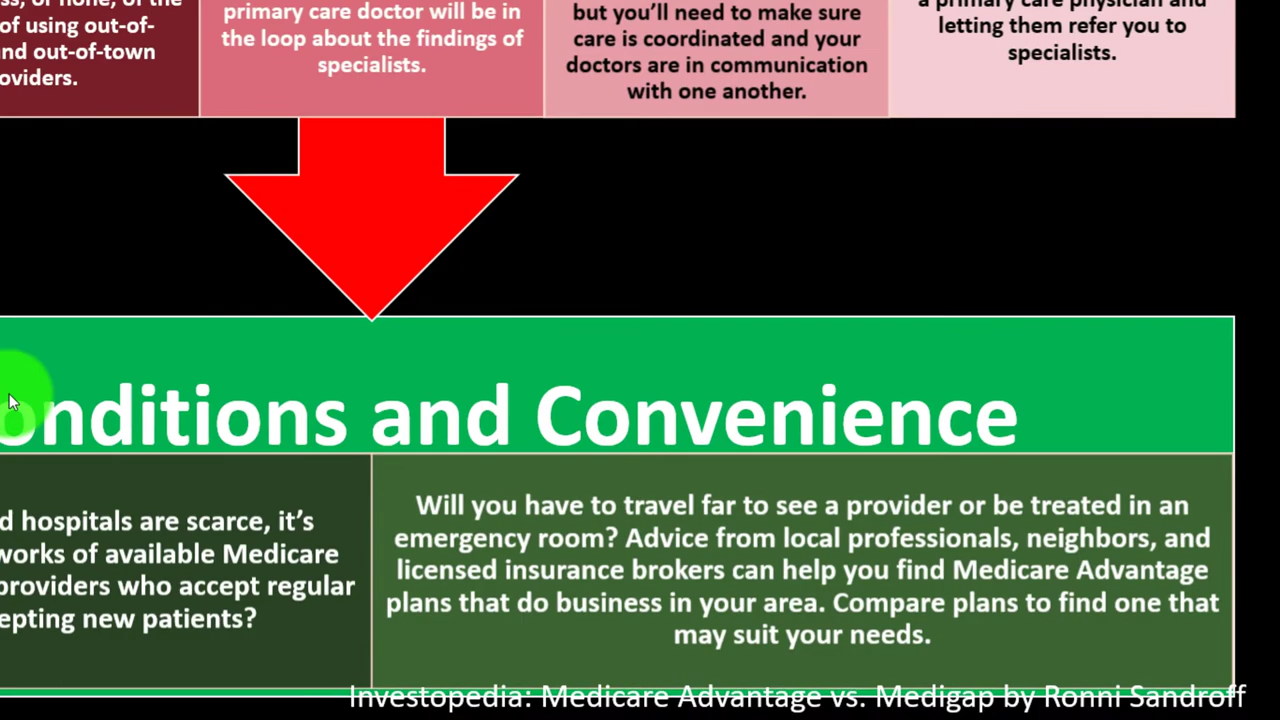 of using out-of-
and out-of-town
primary care doctor will be in
the loop about the findings of
specialists.
but you’ll need to make sure
care is coordinated and your
doctors are in communication
with one another.
a primary care physician and
letting them refer you to
specialists.
onditions and Convenience
d hospitals are scarce, it’s
works of available Medicare
providers who accept regular
epting new patients?
Will you have to travel far to see a provider or be treated in an
emergency room? Advice from local professionals, neighbors, and
licensed insurance brokers can help you find Medicare Advantage
plans that do business in your area. Compare plans to find one that
may suit your needs.
Investopedia: Medicare Advantage vs. Medigap by Ronni Sandroff